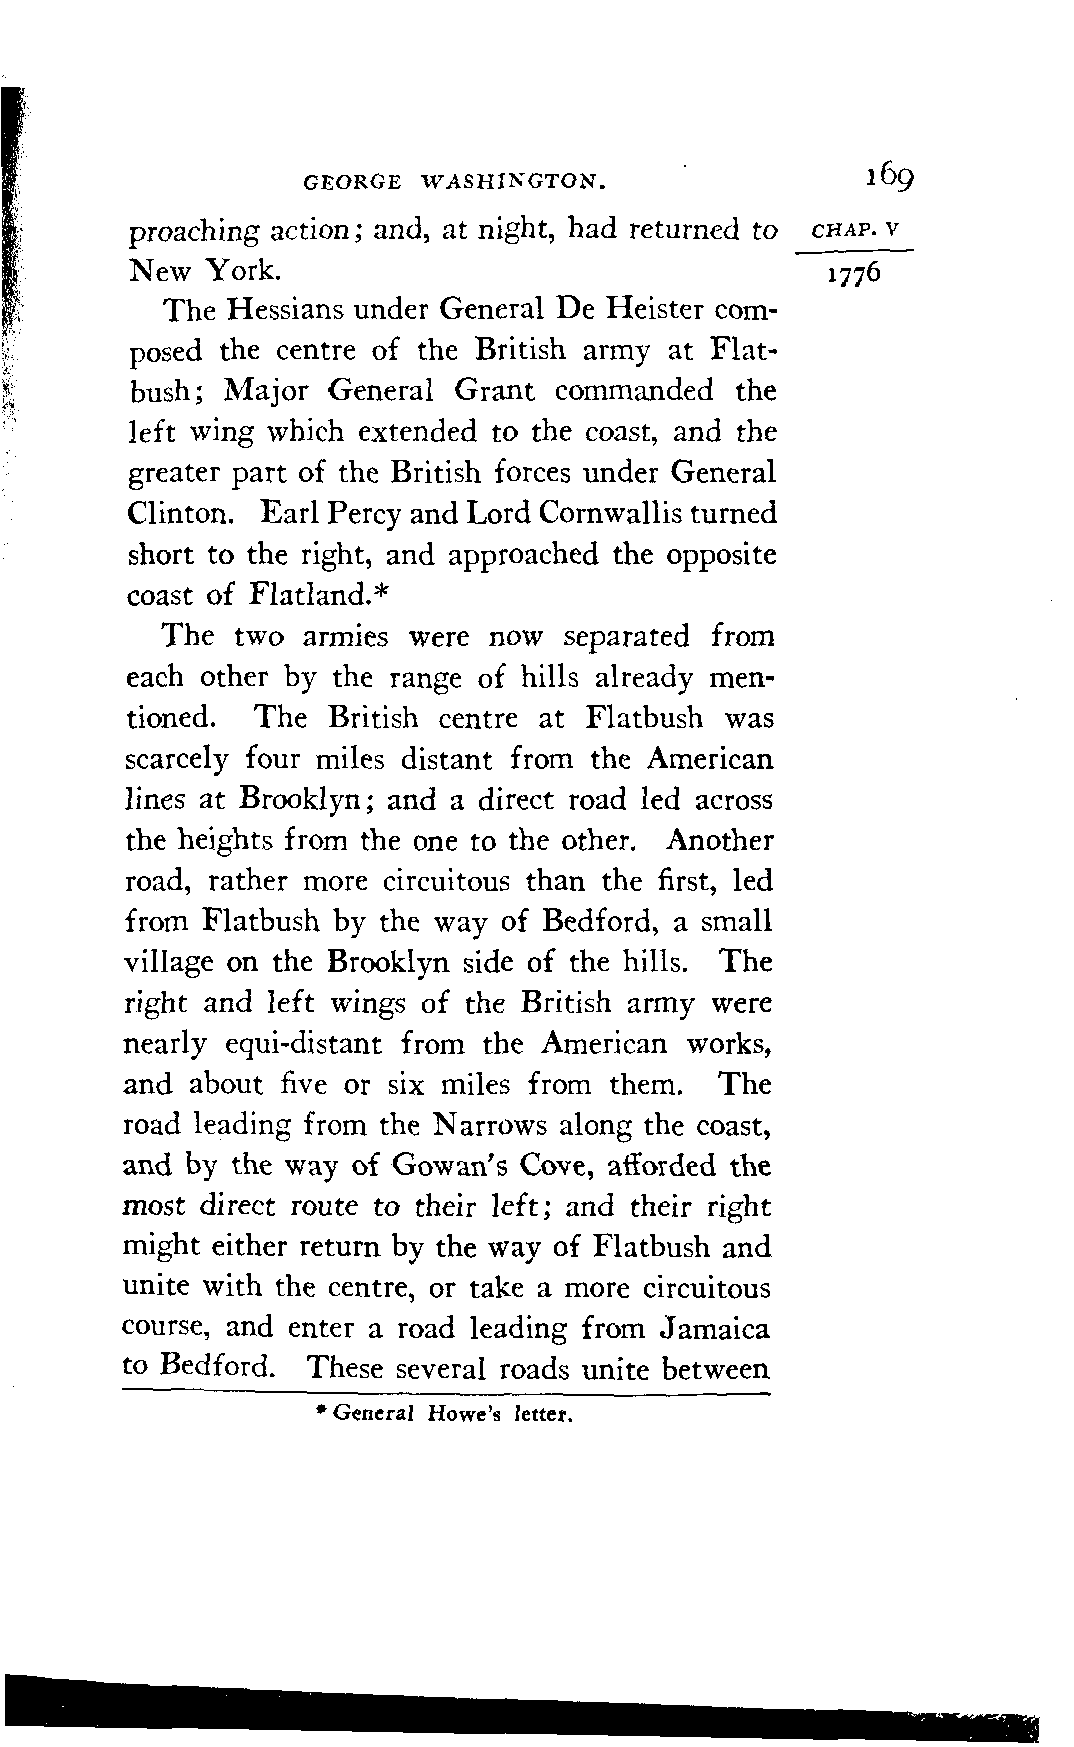 GEORGE WASHINGTON. 169
proaching action; and, at night, had returned to CHAP. V
New York. 1776
The Hessians under General De Heister com-
posed the centre of the British army at Flat-
bush; Major General Grant commanded the
left wing which extended to the coast, and the
greater part of the British forces under General
Clinton. Earl Percy and Lord Cornwallis turned
short to the right, and approached the opposite
coast of Flatland.*
The two armies were now separated from
each other by the range of hills already men-
tioned. The British centre at Flatbush was
scarcely four miles distant from the American
lines at Brooklyn; and a direct road led across
the heights from the one to the other. Another
road, rather more circuitous than the first, led
from Flatbush by the way of Bedford, a small
village on the Brooklyn side of the hills. The
right and left wings of the British army were
nearly equi-distant from the American works,
and about five or six miles from them. The
road leading from the Narrows along the coast,
and by the way of Gowan's Cove, afforded the
most direct route to their left; and their right
might either return by the way of Flatbush and
unite with the centre, or take a more circuitous
course, and enter a road leading from Jamaica
to Bedford. These several roads unite between
* General Howe's letter.